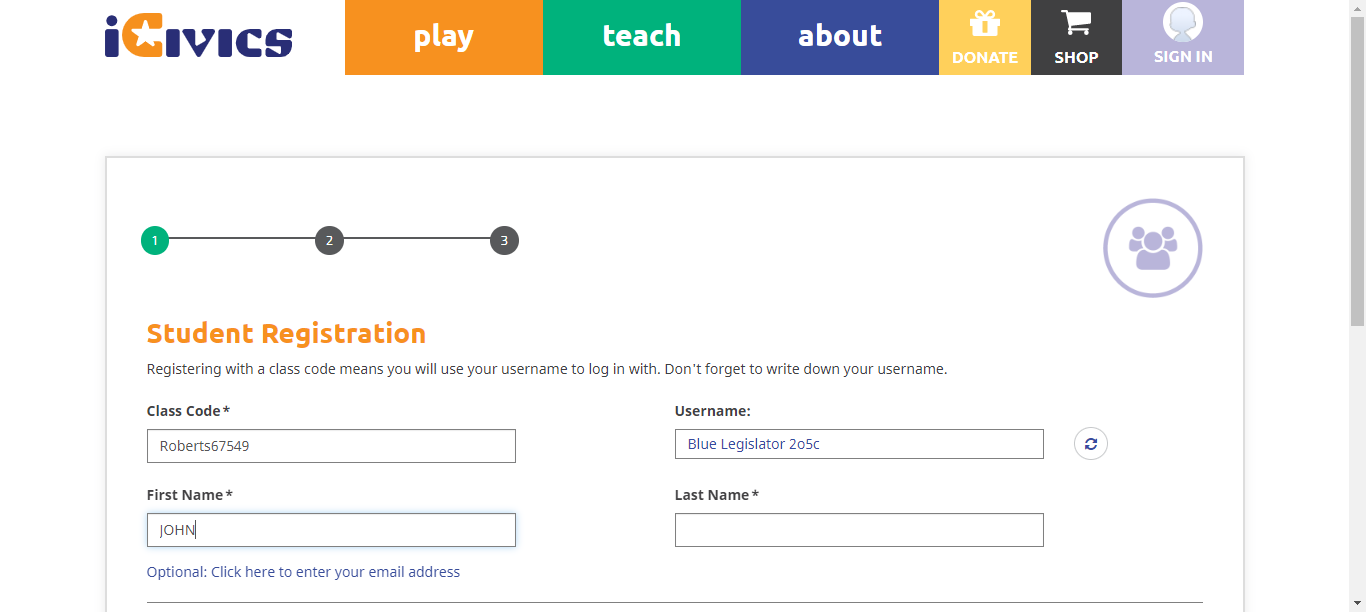 iCivics
play
teach
about
DONATE
SHOP
SIGN IN
1
2
3
Student Registration
Registering with a class code means you will use your username to log in with. Don't forget to write down your username.
Class Code*
Username:
Roberts67549
Blue Legislator 2o5c
First Name*
Last Name*
JOHN
Optional: Click here to enter your email address